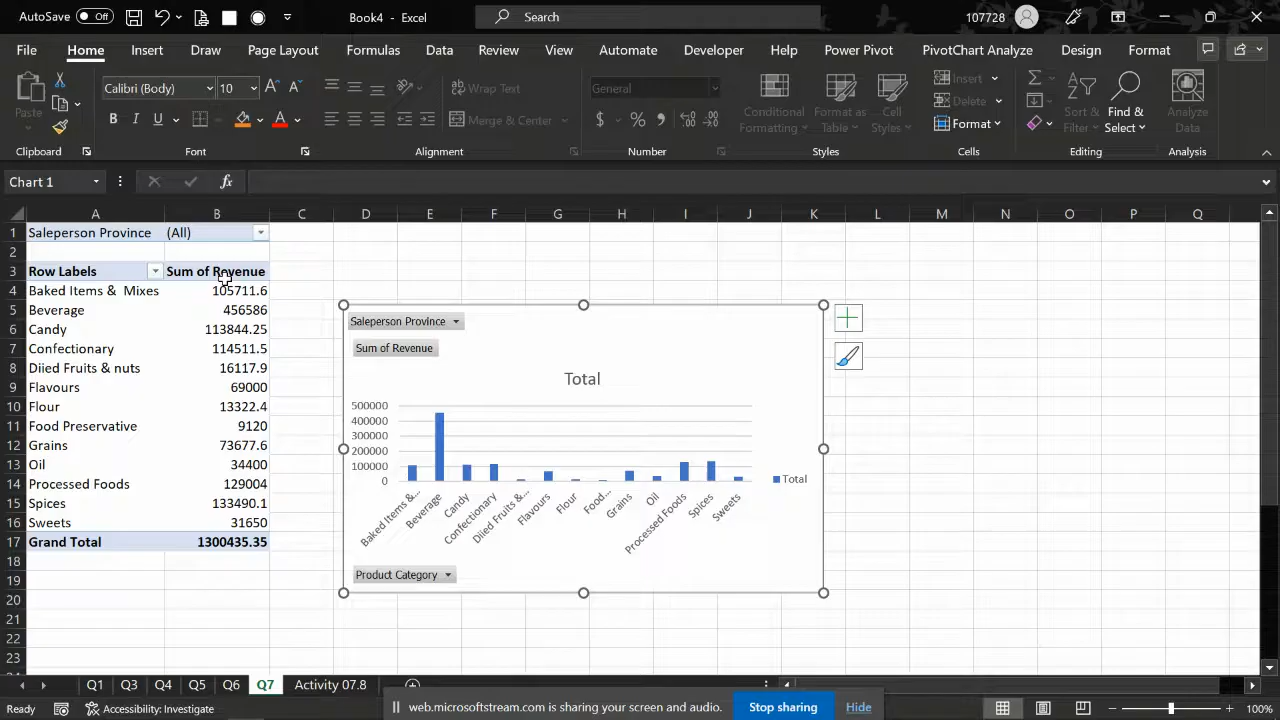 AutoSave Off Book4 - Excel Search 107728
File Home Insert Draw Page Layout Formulas Data Review View Automate Developer Help Power Pivot PivotChart Analyze Design Format
Paste Calibri (Body) 10 Wrap Text General Conditional Formatting Format as Table Cell Styles Insert Sort & Filter Find & Select Analyze Data
B I U Merge & Center $ % Delete Format
Clipboard Font Alignment Number Styles Cells Editing Analysis
Chart 1 fx
A B C D E F G H I J K L M N O P Q
1 Saleperson Province (All)
2
3 Row Labels Sum of Revenue
4 Baked Items & Mixes 105711.6
5 Beverage 456586
6 Candy 113844.25
7 Confectionary 114511.5
8 Diied Fruits & nuts 16117.9
9 Flavours 69000
10 Flour 13322.4
11 Food Preservative 9120
12 Grains 73677.6
13 Oil 34400
14 Processed Foods 129004
15 Spices 133490.1
16 Sweets 31650
17 Grand Total 1300435.35
18
19
20
21
22
23
Saleperson Province
Sum of Revenue
Total
500000
400000
300000
200000
100000
0
Total
Baked Items &... Beverage Candy Confectionary Diied Fruits &... Flavours Flour Food... Grains Oil Processed Foods Spices Sweets
Product Category
Q1 Q3 Q4 Q5 Q6 Q7 Activity 07.8
Ready Accessibility: Investigate web.microsoftstream.com is sharing your screen and audio. Stop sharing Hide 100%